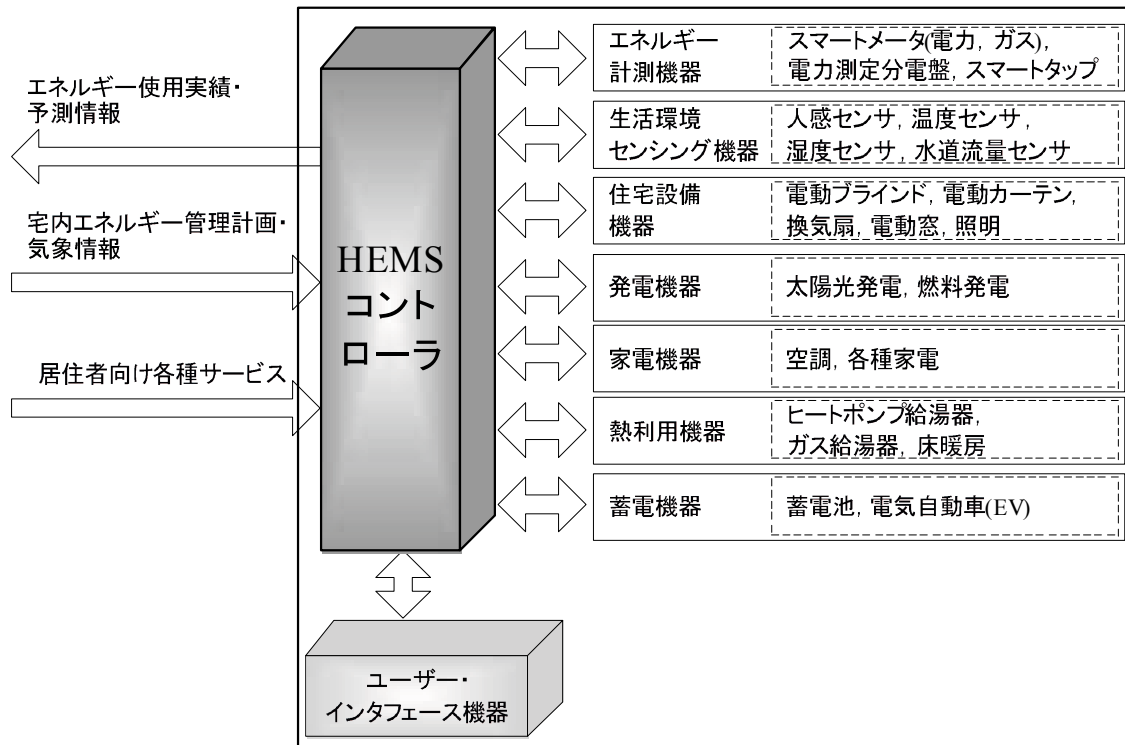 エネルギー使用実績・
予測情報
宅内エネルギー管理計画・
気象情報
居住者向け各種サービス
HEMS
コント
ローラ
エネルギー
計測機器
スマートメータ(電力, ガス),
電力測定分電盤, スマートタップ
生活環境
センシング機器
人感センサ, 温度センサ,
湿度センサ, 水道流量センサ
住宅設備
機器
電動ブラインド, 電動カーテン,
換気扇, 電動窓, 照明
発電機器
太陽光発電, 燃料発電
家電機器
空調, 各種家電
熱利用機器
ヒートポンプ給湯器,
ガス給湯器, 床暖房
蓄電機器
蓄電池, 電気自動車(EV)
ユーザー・
インタフェース機器